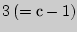 3 (= c − 1)